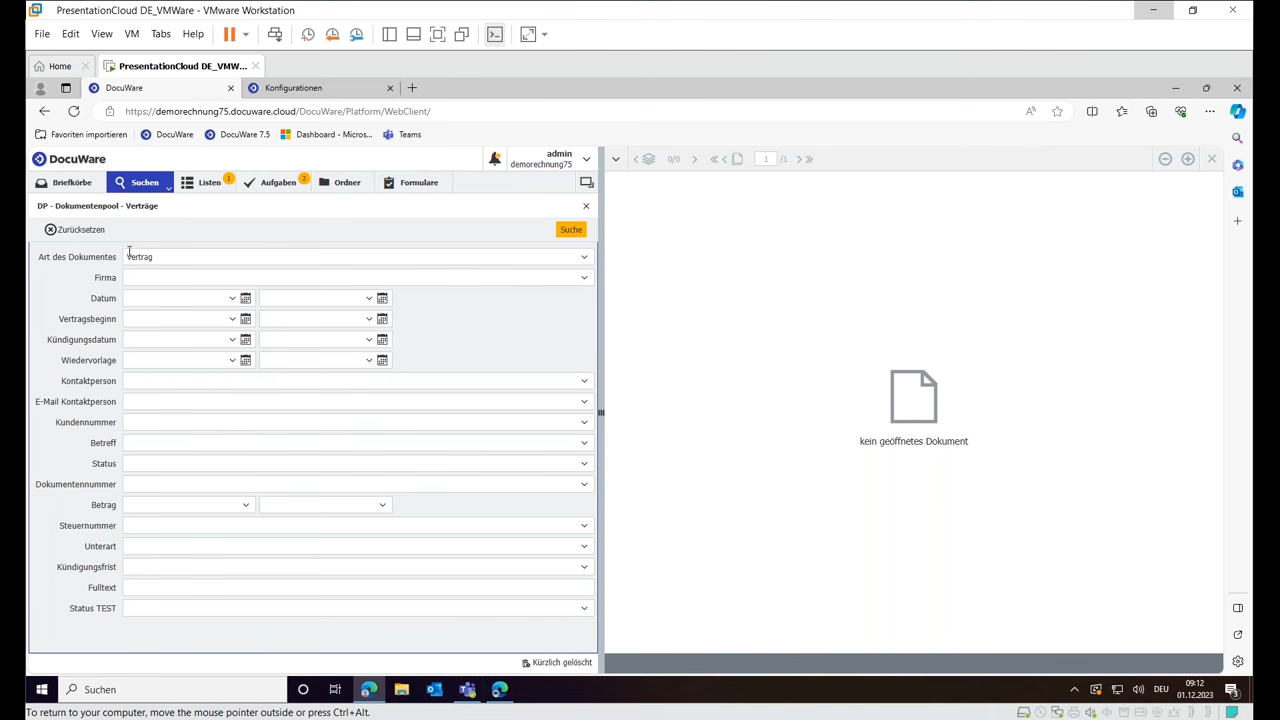 PresentationCloud DE_VMWare - VMware Workstation
File Edit View VM Tabs Help
Home PresentationCloud DE_VMW...
DocuWare Konfigurationen
https://demorechnung75.docuware.cloud/DocuWare/Platform/WebClient/
Favoriten importieren DocuWare DocuWare 7.5 Dashboard - Micros... Teams
DocuWare
admin
demorechnung75
0/0 1 /1
Briefkörbe Suchen Listen 1 Aufgaben 2 Ordner Formulare
DP - Dokumentenpool - Verträge
Zurücksetzen Suche
Art des Dokumentes Vertrag
Firma
Datum
Vertragsbeginn
Kündigungsdatum
Wiedervorlage
Kontaktperson
E-Mail Kontaktperson
Kundennummer
Betreff
Status
Dokumentennummer
Betrag
Steuernummer
Unterart
Kündigungsfrist
Fulltext
Status TEST
kein geöffnetes Dokument
Kürzlich gelöscht
Suchen
DEU
09:12
01.12.2023
3
To return to your computer, move the mouse pointer outside or press Ctrl+Alt.